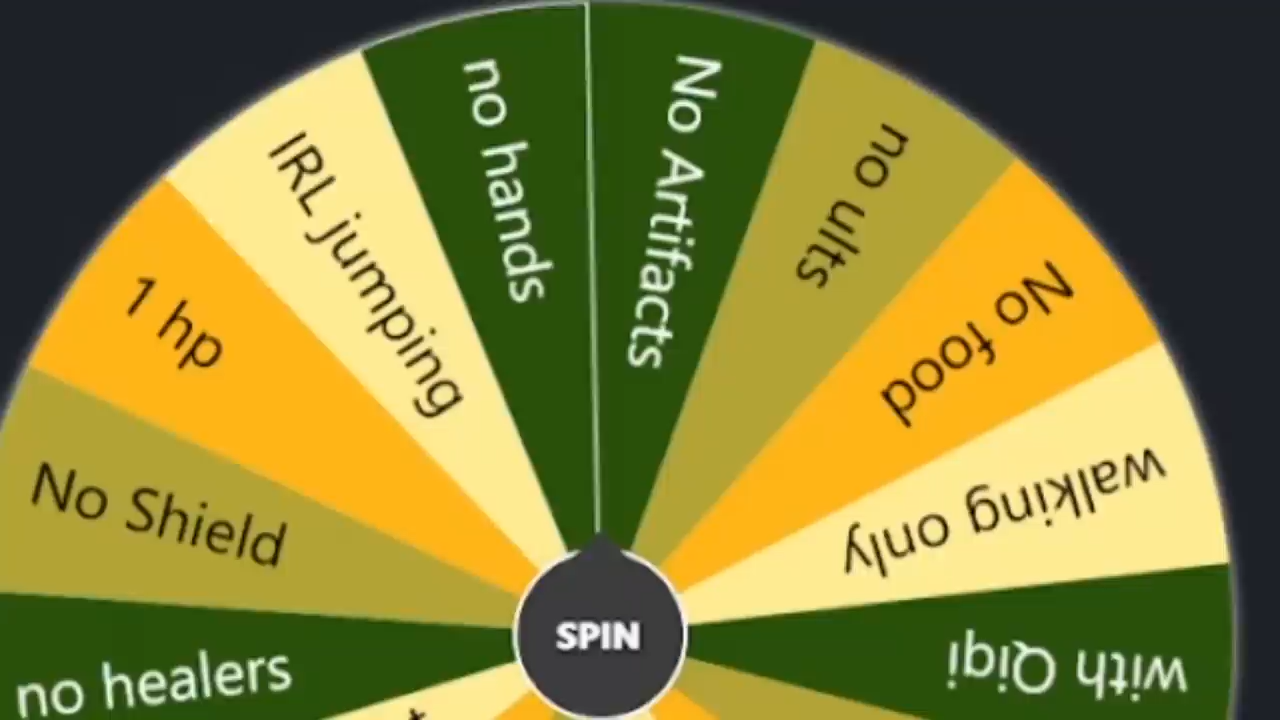 no healers
No Shield
1 hp
IRL jumping
no hands
No Artifacts
no ults
No food
walking only
with Qiqi
SPIN